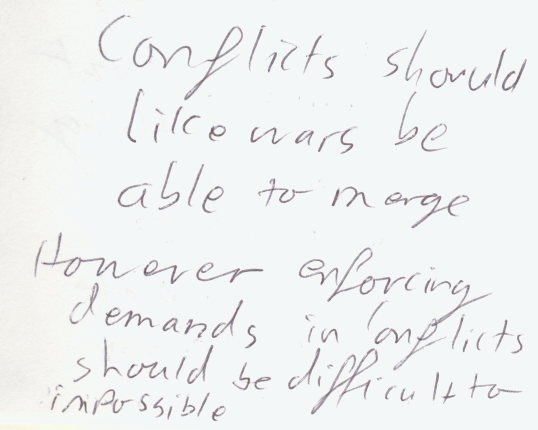 Conflicts should
like wars be
able to merge
However enforcing
demands in conflicts
should be difficult to
impossible